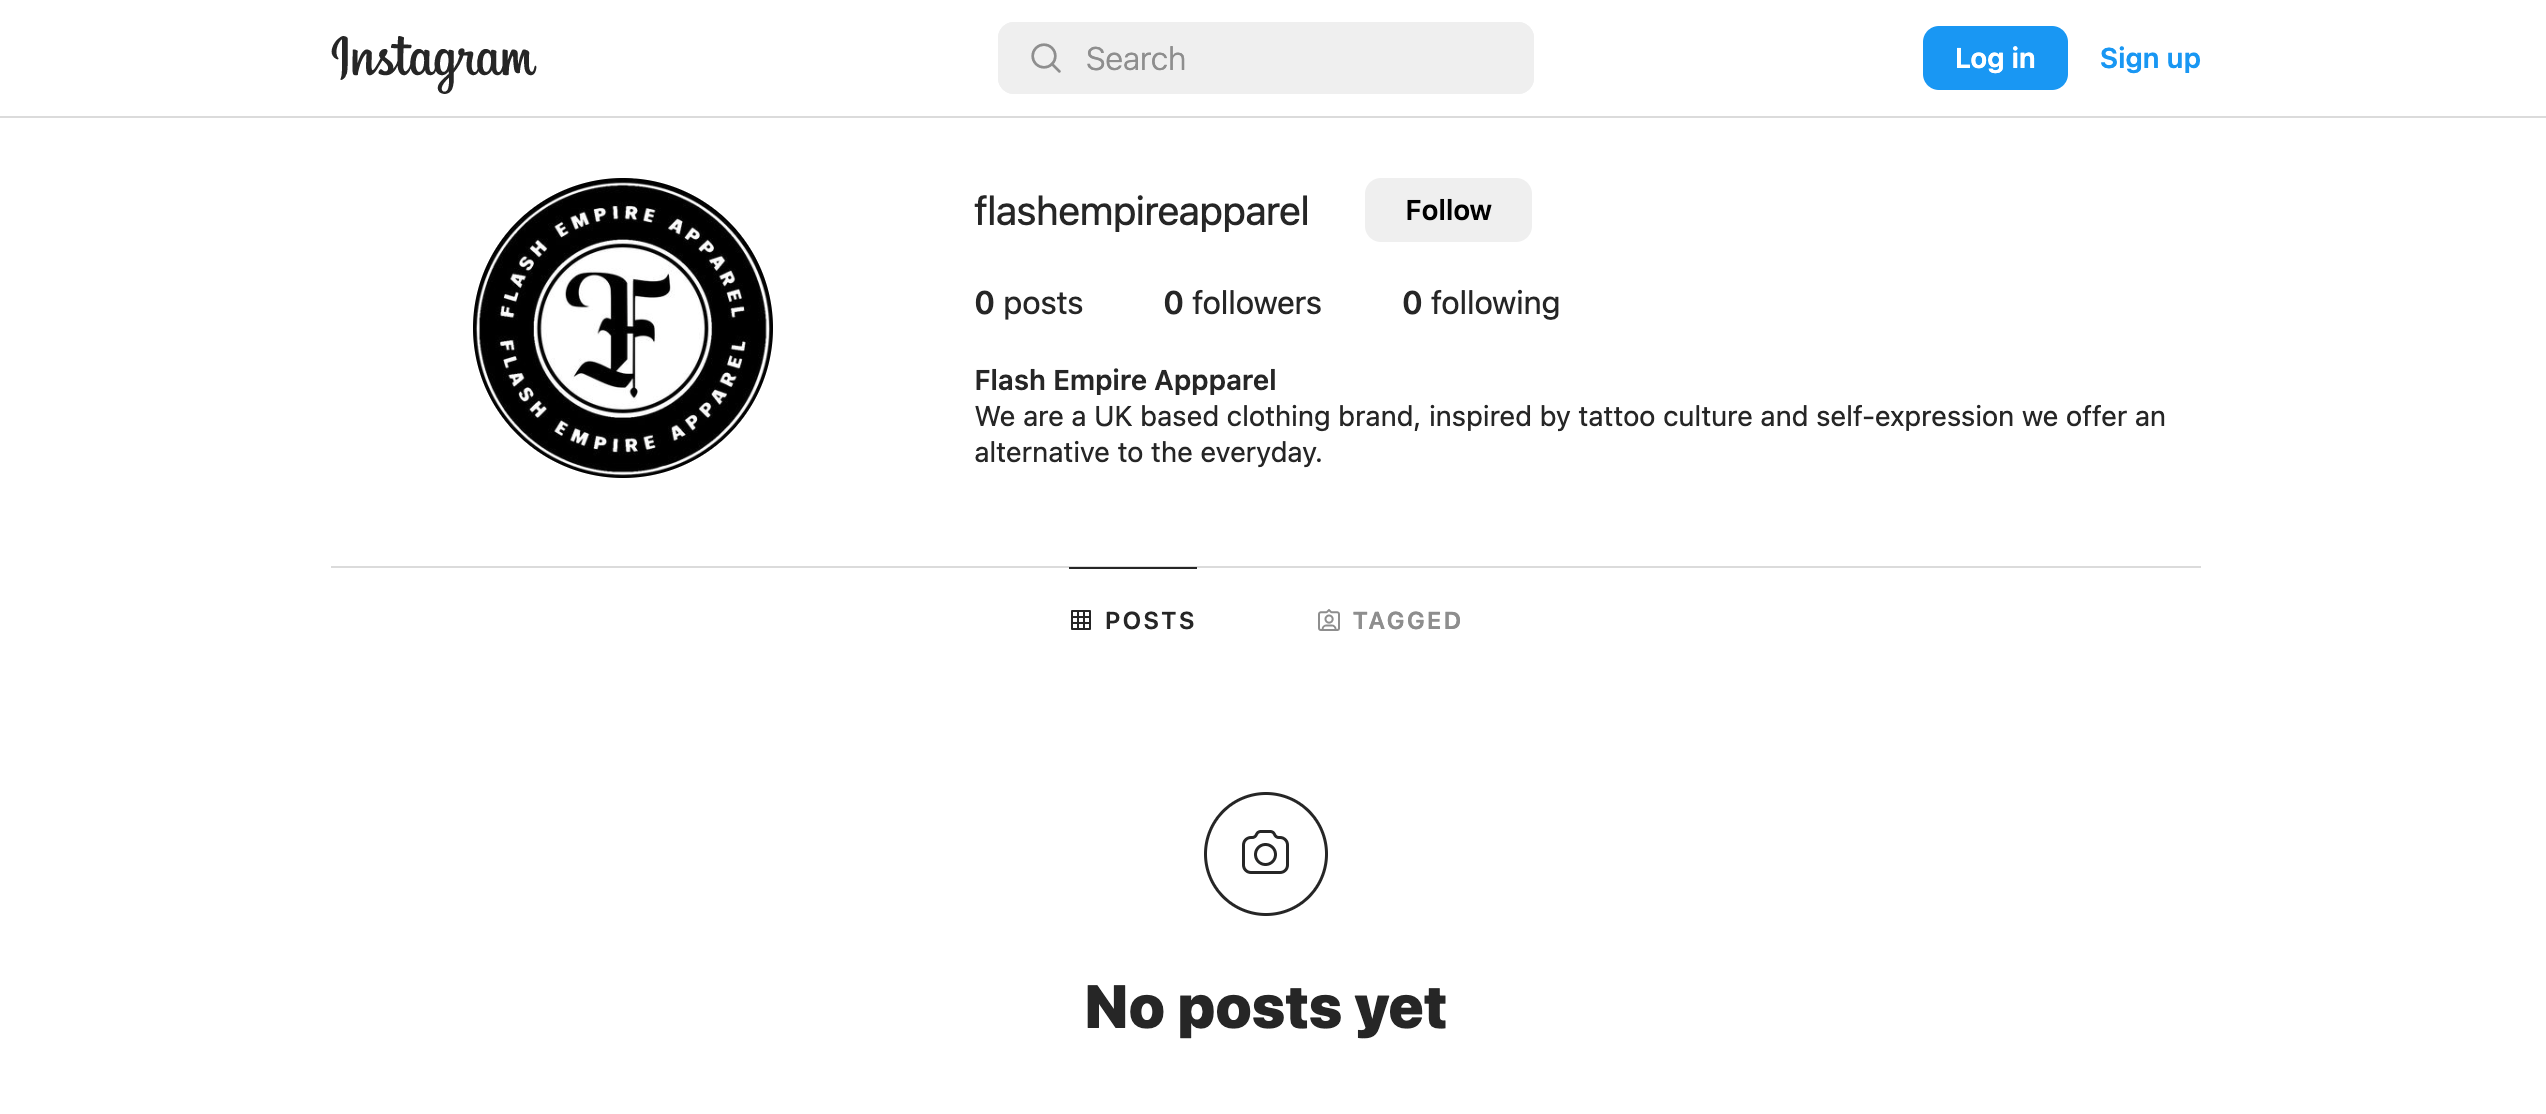 Instagram
Search
Log in
Sign up
FLASH EMPIRE APPAREL
FLASH EMPIRE APPAREL
F
flashempireapparel
Follow
0 posts
0 followers
0 following
Flash Empire Appparel
We are a UK based clothing brand, inspired by tattoo culture and self-expression we offer an
alternative to the everyday.
POSTS
TAGGED
No posts yet